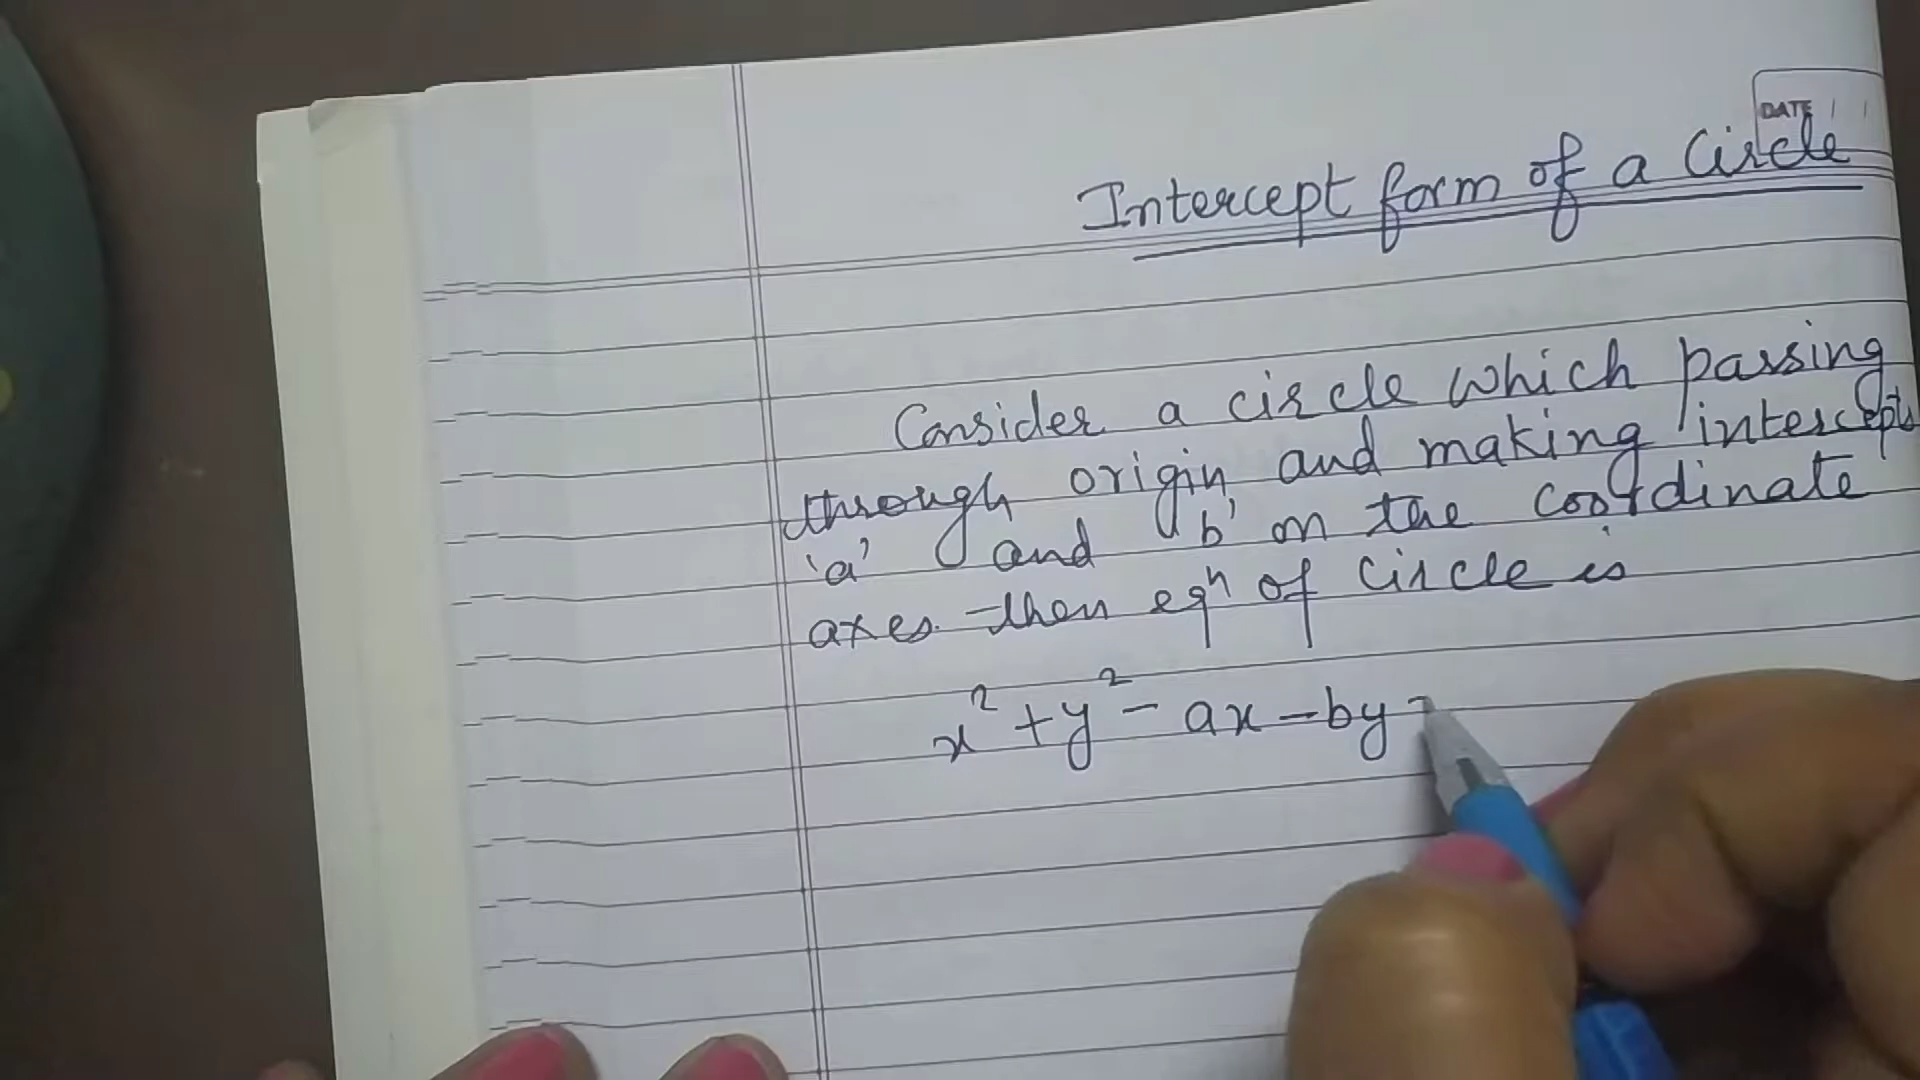 DATE / /
Intercept form of a Circle
Consider a circle which passing
through origin and making intercepts
'a' and 'b' on the coordinate
axes. then eqⁿ of circle is
x² + y² - ax - by =